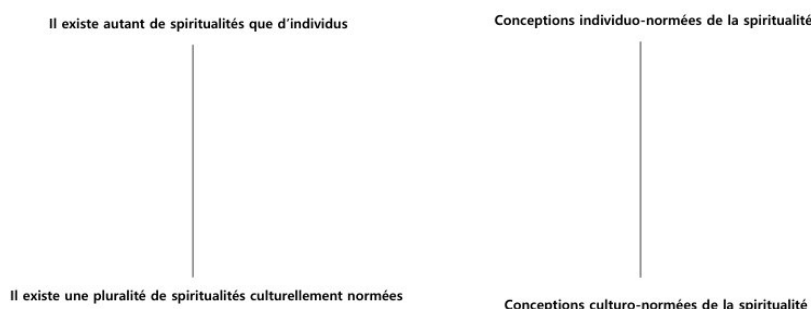 Il existe autant de spiritualités que d'individus
Conceptions individuo-normées de la spiritualité
Il existe une pluralité de spiritualités culturellement normées
Conceptions culturo-normées de la spiritualité